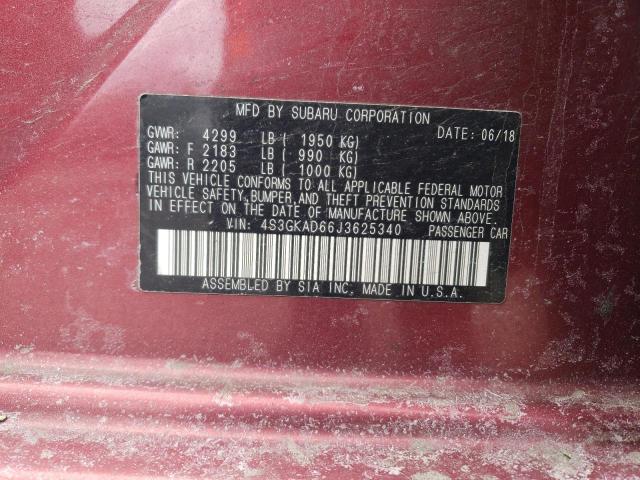 MFD BY SUBARU CORPORATION
GVWR: 4299 LB ( 1950 KG) DATE: 06/18
GAWR: F 2183 LB ( 990 KG)
GAWR: R 2205 LB ( 1000 KG)
THIS VEHICLE CONFORMS TO ALL APPLICABLE FEDERAL MOTOR
VEHICLE SAFETY,BUMPER,AND THEFT PREVENTION STANDARDS
IN EFFECT ON THE DATE OF MANUFACTURE SHOWN ABOVE.
VIN: 4S3GKAD66J3625340 PASSENGER CAR
ASSEMBLED BY SIA INC. MADE IN U.S.A.